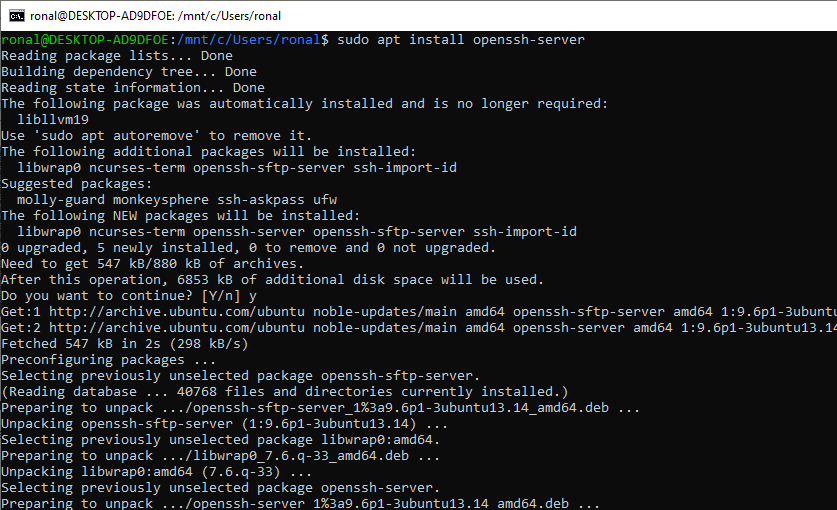 ronal@DESKTOP-AD9DFOE: /mnt/c/Users/ronal
ronal@DESKTOP-AD9DFOE:/mnt/c/Users/ronal$ sudo apt install openssh-server
Reading package lists... Done
Building dependency tree... Done
Reading state information... Done
The following package was automatically installed and is no longer required:
  libllvm19
Use 'sudo apt autoremove' to remove it.
The following additional packages will be installed:
  libwrap0 ncurses-term openssh-sftp-server ssh-import-id
Suggested packages:
  molly-guard monkeysphere ssh-askpass ufw
The following NEW packages will be installed:
  libwrap0 ncurses-term openssh-server openssh-sftp-server ssh-import-id
0 upgraded, 5 newly installed, 0 to remove and 0 not upgraded.
Need to get 547 kB/880 kB of archives.
After this operation, 6853 kB of additional disk space will be used.
Do you want to continue? [Y/n] y
Get:1 http://archive.ubuntu.com/ubuntu noble-updates/main amd64 openssh-sftp-server amd64 1:9.6p1-3ubuntu
Get:2 http://archive.ubuntu.com/ubuntu noble-updates/main amd64 openssh-server amd64 1:9.6p1-3ubuntu13.14
Fetched 547 kB in 2s (298 kB/s)
Preconfiguring packages ...
Selecting previously unselected package openssh-sftp-server.
(Reading database ... 40768 files and directories currently installed.)
Preparing to unpack .../openssh-sftp-server_1%3a9.6p1-3ubuntu13.14_amd64.deb ...
Unpacking openssh-sftp-server (1:9.6p1-3ubuntu13.14) ...
Selecting previously unselected package libwrap0:amd64.
Preparing to unpack .../libwrap0_7.6.q-33_amd64.deb ...
Unpacking libwrap0:amd64 (7.6.q-33) ...
Selecting previously unselected package openssh-server.
Preparing to unpack .../openssh-server_1%3a9.6p1-3ubuntu13.14_amd64.deb ...